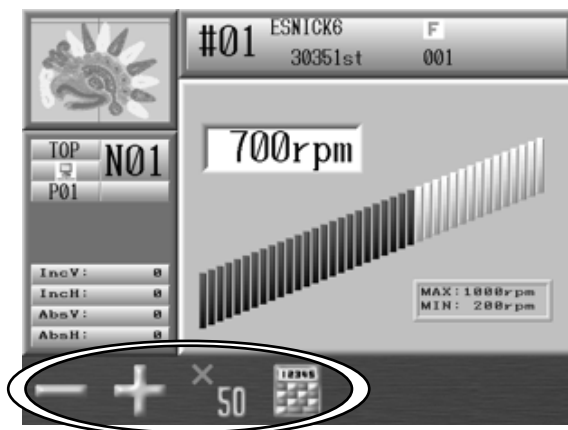 #01 ESNICK6 F
30351st 001
TOP
N01
P01
700rpm
IncV: 0
IncH: 0
AbsV: 0
AbsH: 0
MAX:1000rpm
MIN: 200rpm
×50
12345